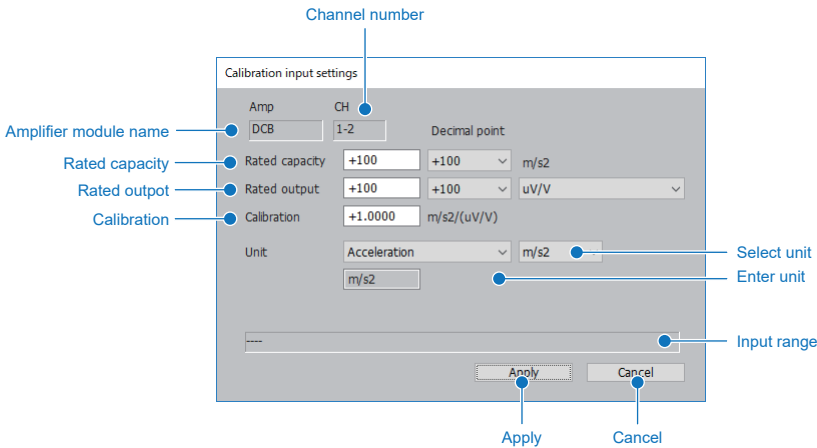 Channel number
Calibration input settings
Amp CH
Amplifier module name DCB 1-2 Decimal point
Rated capacity Rated capacity +100 +100 m/s2
Rated outpot Rated output +100 +100 uV/V
Calibration Calibration +1.0000 m/s2/(uV/V)
Unit Acceleration m/s2 Select unit
m/s2 Enter unit
---- Input range
Apply Cancel
Apply Cancel